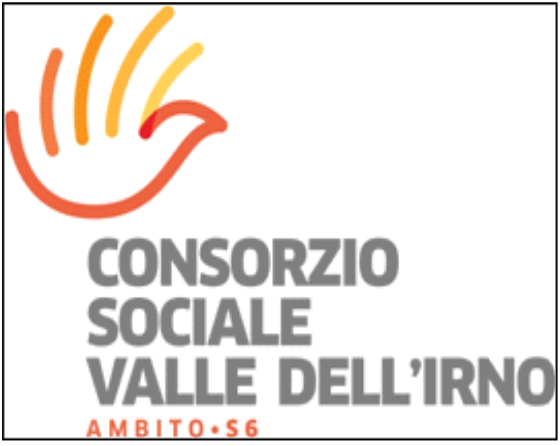 CONSORZIO
SOCIALE
VALLE DELL'IRNO
AMBITO•S6